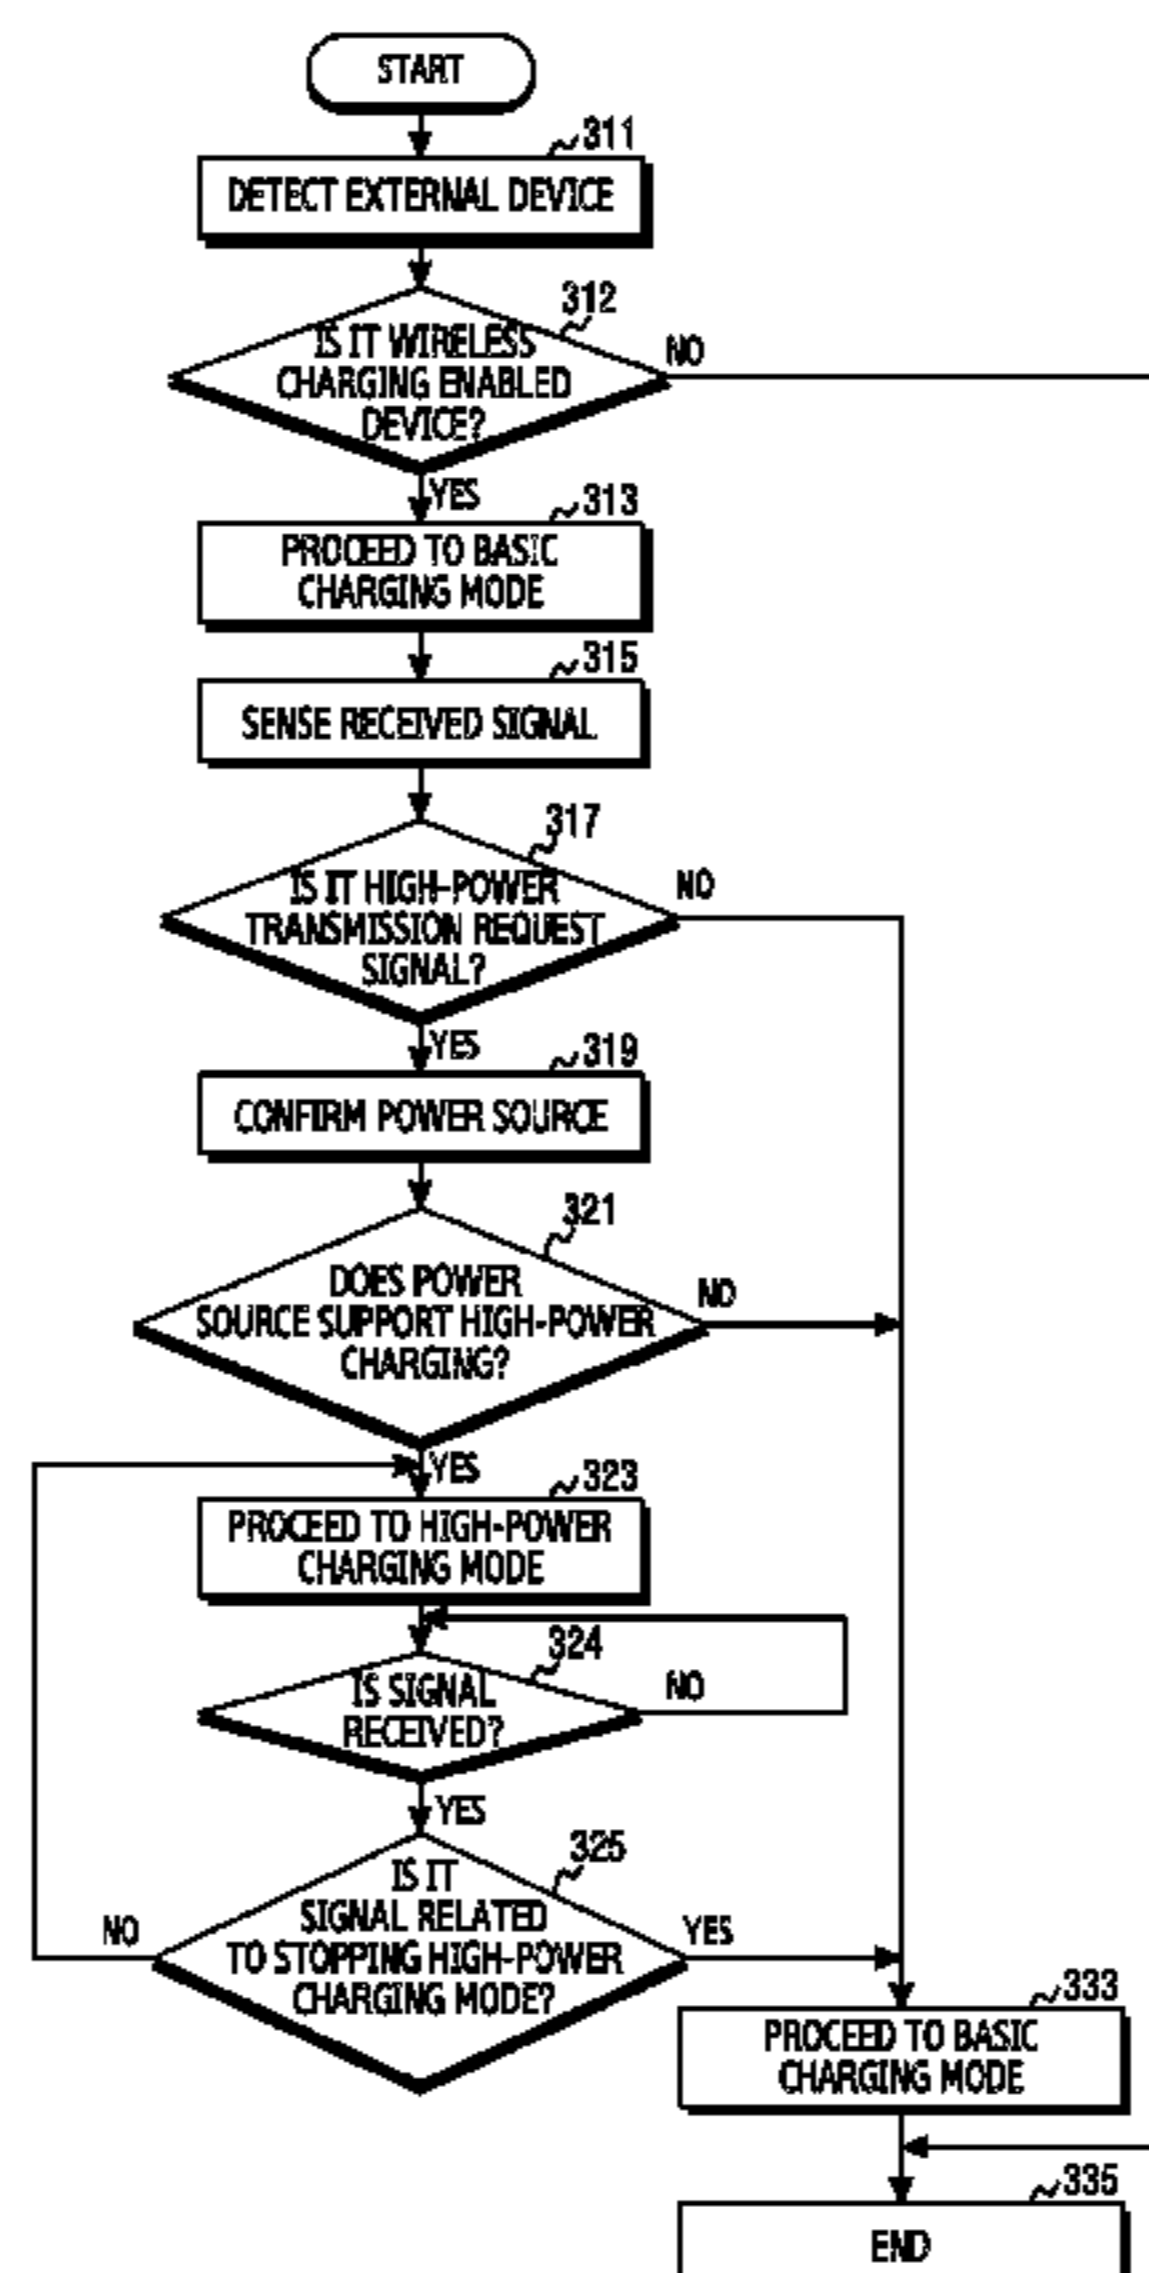 START
311
DETECT EXTERNAL DEVICE
312
IS IT WIRELESS
CHARGING ENABLED
DEVICE?
NO
YES
313
PROCEED TO BASIC
CHARGING MODE
315
SENSE RECEIVED SIGNAL
317
IS IT HIGH-POWER
TRANSMISSION REQUEST
SIGNAL?
NO
YES
319
CONFIRM POWER SOURCE
321
DOES POWER
SOURCE SUPPORT HIGH-POWER
CHARGING?
NO
YES
323
PROCEED TO HIGH-POWER
CHARGING MODE
324
IS SIGNAL
RECEIVED?
NO
YES
325
IS IT
SIGNAL RELATED
TO STOPPING HIGH-POWER
CHARGING MODE?
NO
YES
333
PROCEED TO BASIC
CHARGING MODE
335
END